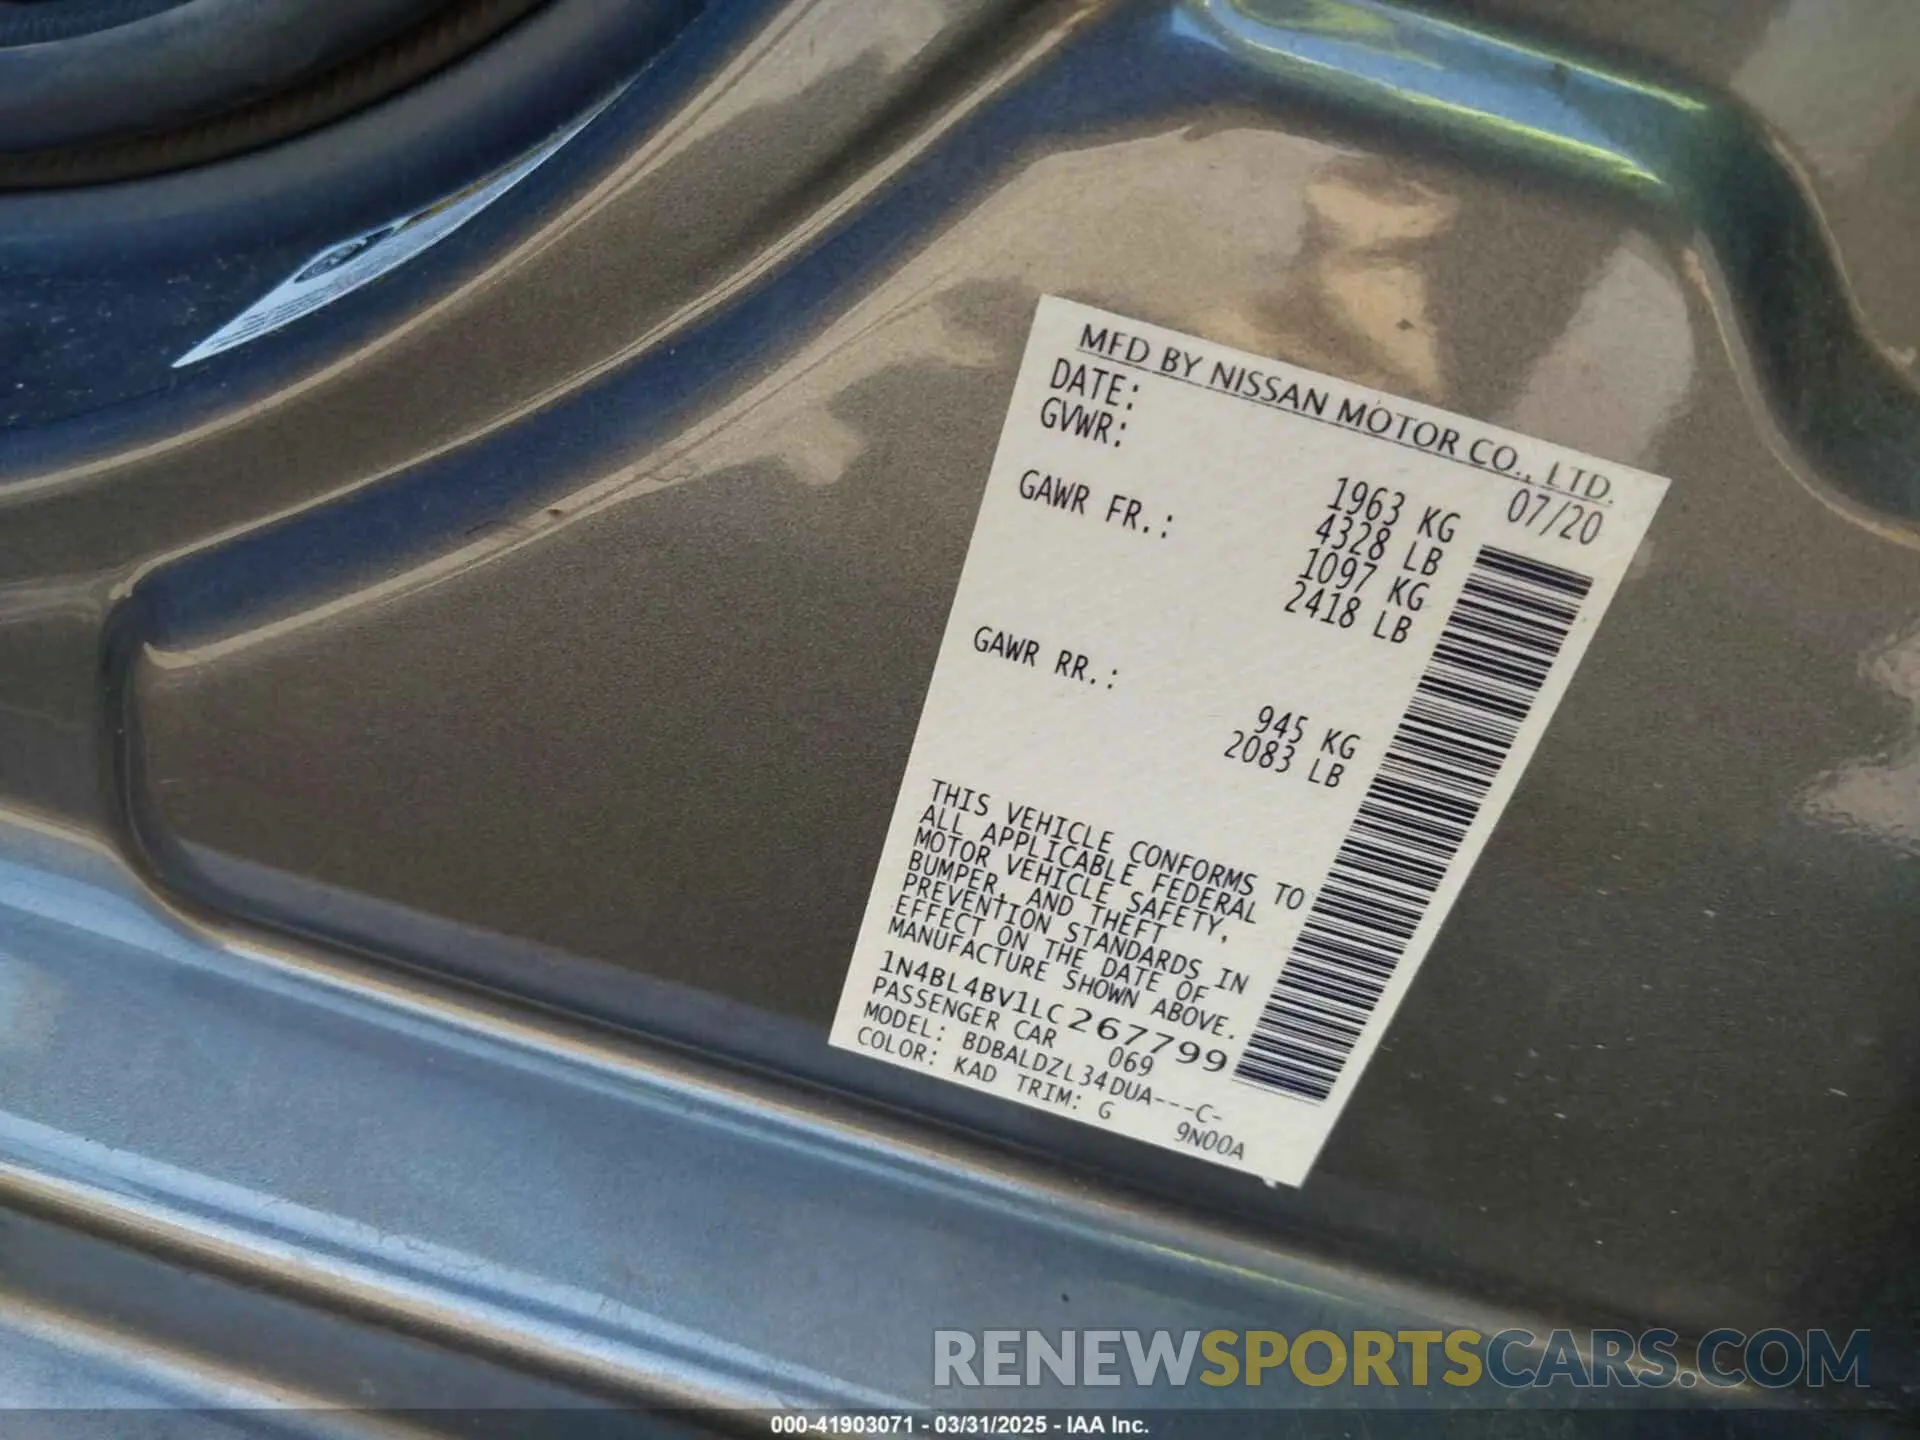 MFD BY NISSAN MOTOR CO., LTD.
DATE: 07/20
GVWR: 1963 KG
4328 LB
GAWR FR.: 1097 KG
2418 LB
GAWR RR.: 945 KG
2083 LB
THIS VEHICLE CONFORMS TO
ALL APPLICABLE FEDERAL
MOTOR VEHICLE SAFETY,
BUMPER, AND THEFT
PREVENTION STANDARDS IN
EFFECT ON THE DATE OF
MANUFACTURE SHOWN ABOVE.
1N4BL4BV1LC267799
PASSENGER CAR 069
MODEL: BDBALDZL34DUA---C-
COLOR: KAD TRIM: G
9N00A
RENEWSPORTSCARS.COM
000-41903071 - 03/31/2025 - IAA Inc.